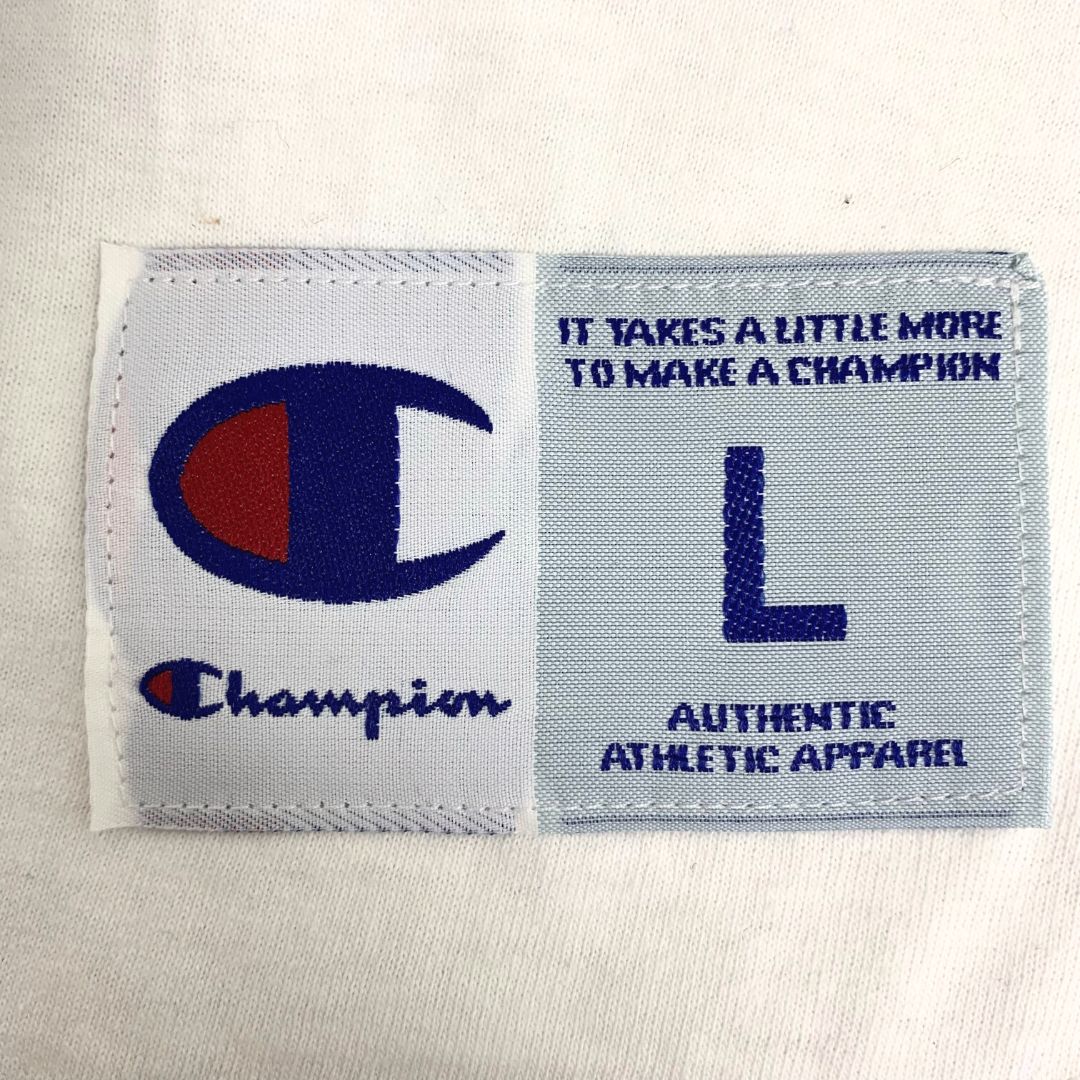 Champion
IT TAKES A LITTLE MORE
TO MAKE A CHAMPION
L
AUTHENTIC
ATHLETIC APPAREL